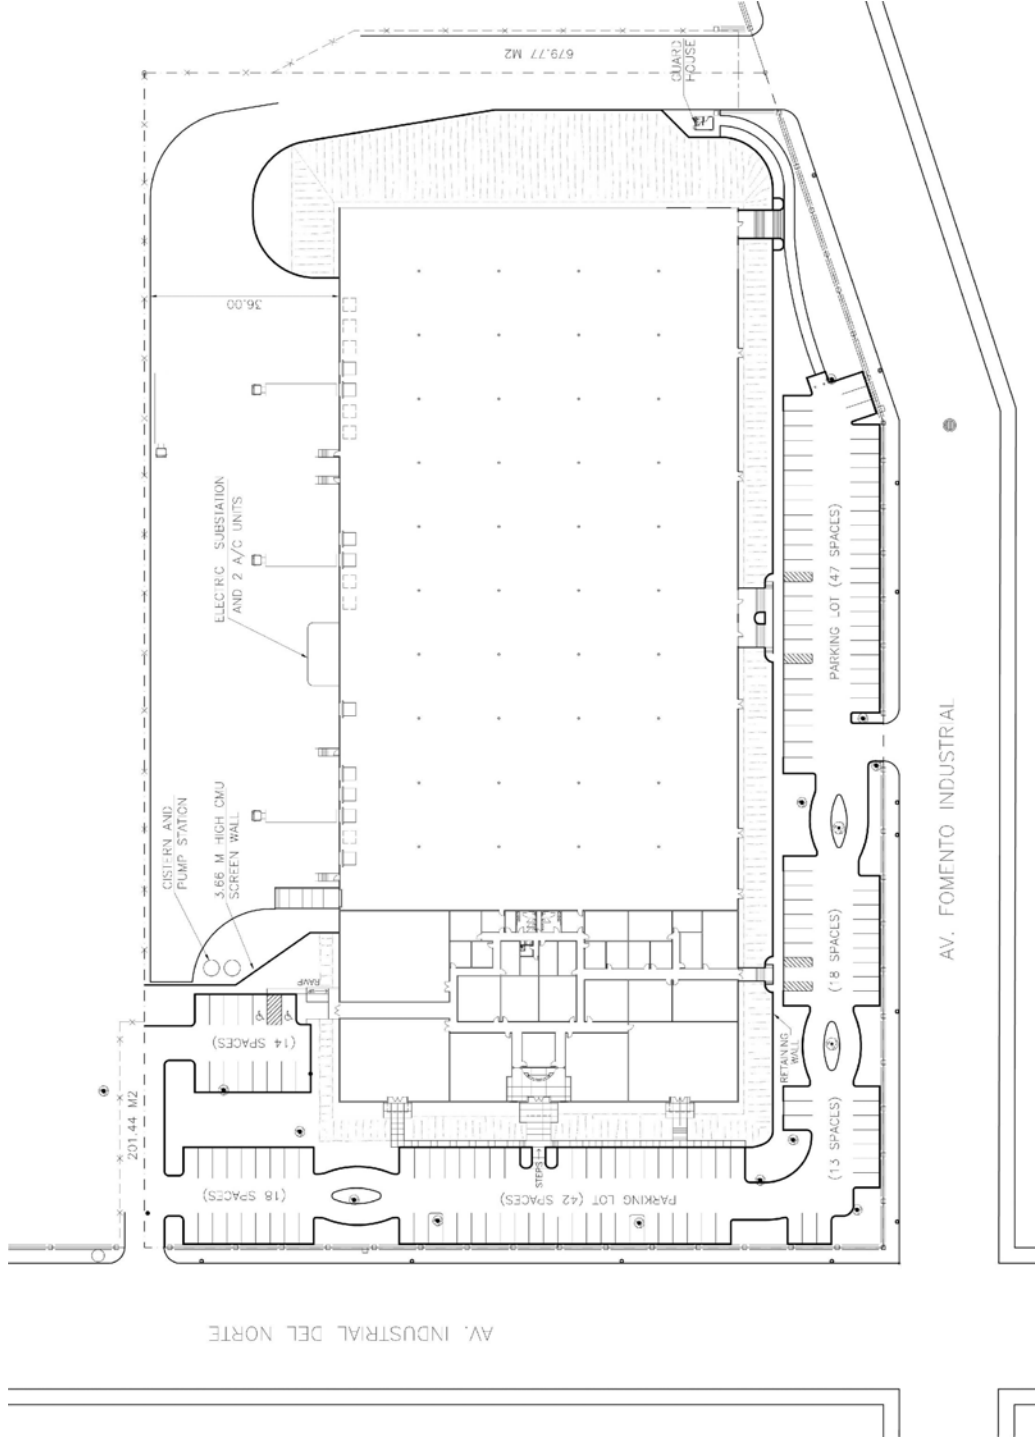 679.77 M2
GUARD
HOUSE
36.00
ELECTRIC SUBSTATION
AND 2 A/C UNITS
PARKING LOT (47 SPACES)
AV. FOMENTO INDUSTRIAL
CISTERN AND
PUMP STATION
3.66 M HIGH CMU
SCREEN WALL
(18 SPACES)
RAMP
(14 SPACES)
RETAINING
WALL
201.44 M2
(13 SPACES)
STEPS
(18 SPACES)
PARKING LOT (42 SPACES)
AV. INDUSTRIAL DEL NORTE